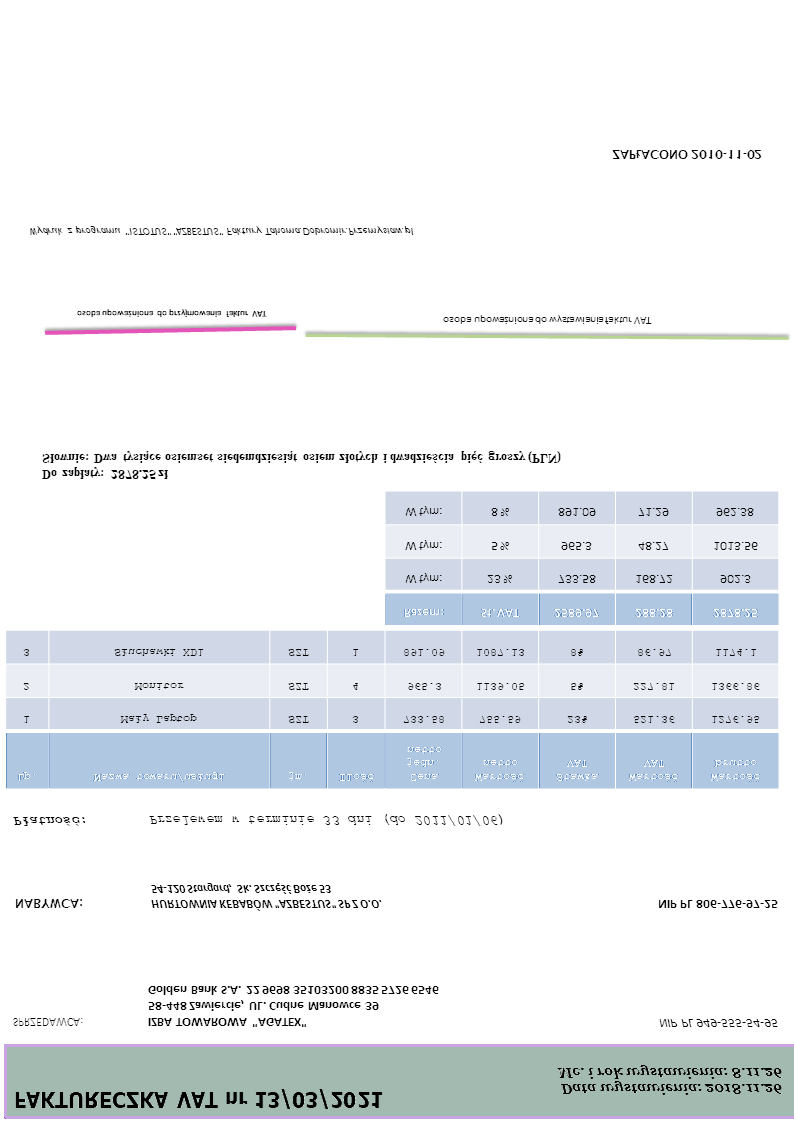 Data wystawienia: 2018.11.26
FAKTURECZKA VAT nr 13/03/2021
Mc. i rok wystawienia: 8.11.26
SPRZEDAWCA: IZBA TOWAROWA "AGATEX" NIP PL 949-555-54-95
58-448 Zawiercie, UL. Cudne Manowce 39
Golden Bank S.A. 22 9698 35103200 8835 5726 6546
NABYWCA: HURTOWNIA KEBABÓW "AZBESTUS" SP.Z O.O. NIP PL 806-776-97-25
54-120 Stargard, Sk. Szczęść Boże 53
Płatność: Przelewem w terminie 33 dni (do 2011/01/06)
Lp. Nazwa towaru/usługi jm. Ilość Cena Wartość Stawka Wartość Wartość
jedn. netto VAT VAT brutto
netto
1 Mały Laptop SZT 3 733.58 755.59 23% 521.36 1276.95
2 Monitor SZT 4 965.3 1139.05 5% 227.81 1366.86
3 Słuchawki XD1 SZT 1 891.09 1087.13 8% 86.97 1174.1
Razem: St.VAT 2589.97 288.28 2878.25
W tym: 23 % 733.58 168.72 902.3
W tym: 5 % 965.3 48.27 1013.56
W tym: 8 % 891.09 71.29 962.38
Do zapłaty: 2878.25 zł
Słownie: Dwa tysiące osiemset siedemdziesiąt osiem złotych i dwadzieścia pięć groszy (PLN)
osoba upoważniona do przyjmowania faktur VAT osoba upoważniona do wystawiania faktur VAT
Wydruk z programu "ISTOTUS" "AZBESTUS" Faktury Tahoma.Dobromir.Przemyslaw.pl
ZAPŁACONO 2010-11-02